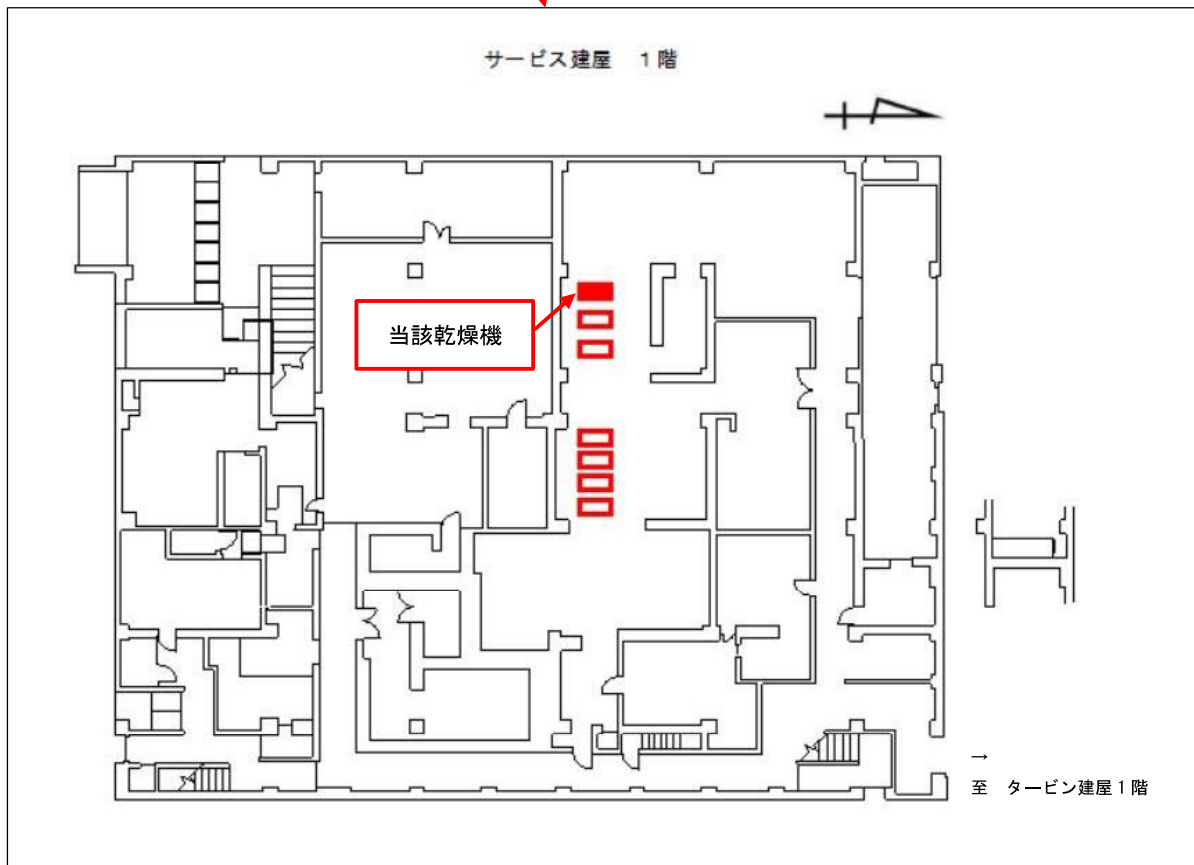 サービス建屋　１階
当該乾燥機
→
至　タービン建屋１階